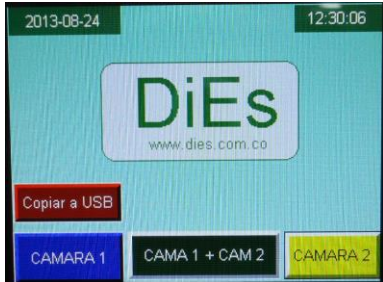 2013-08-24
12:30:06
DiEs
www.dies.com.co
Copiar a USB
CAMARA 1
CAMA 1 + CAM 2
CAMARA 2